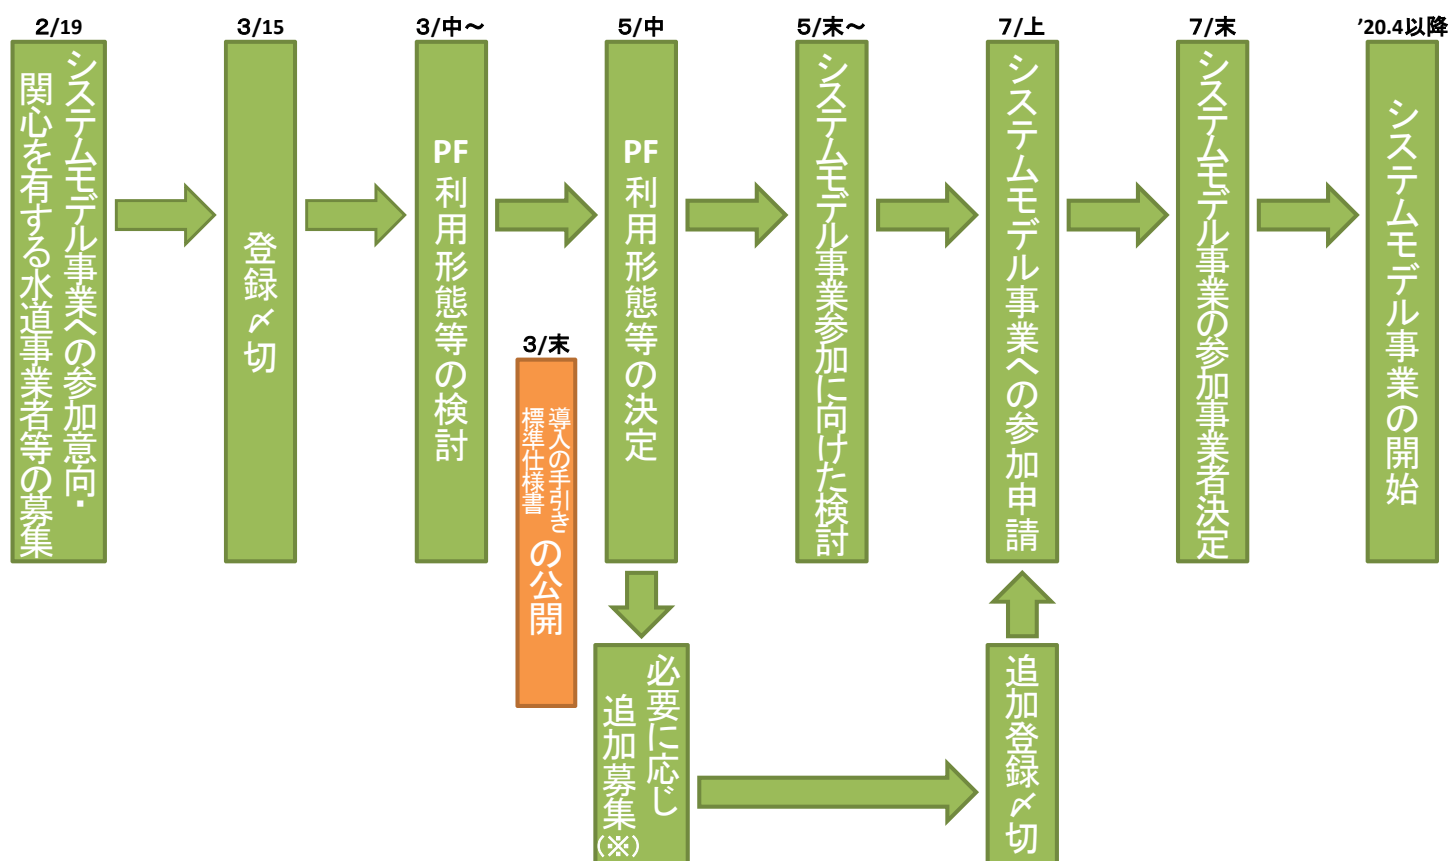 2/19
システムモデル事業への参加意向・
関心を有する水道事業者等の募集
3/15
登録〆切
3/中～
PF利用形態等の検討
3/末
導入の手引き
標準仕様書
の公開
5/中
PF利用形態等の決定
必要に応じ
追加募集
(※)
5/末～
システムモデル事業参加に向けた検討
7/上
システムモデル事業への参加申請
追加登録〆切
7/末
システムモデル事業の参加事業者決定
’20.4以降
システムモデル事業の開始